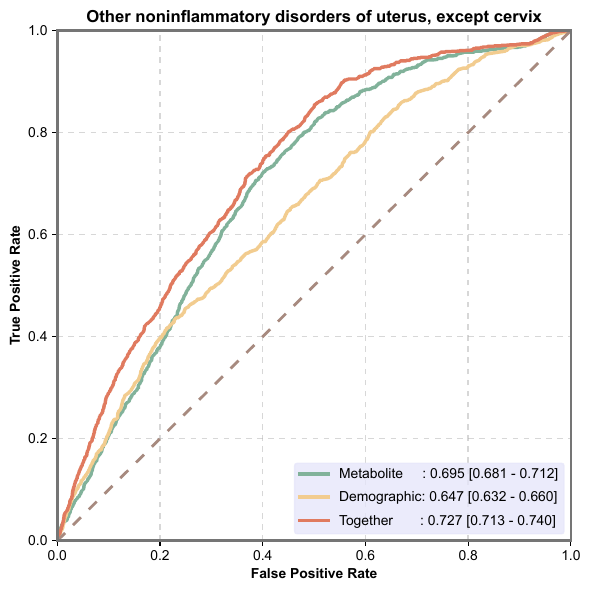 Other noninflammatory disorders of uterus, except cervix
True Positive Rate
1.0
0.8
0.6
0.4
0.2
0.0
Metabolite : 0.695 [0.681 - 0.712]
Demographic: 0.647 [0.632 - 0.660]
Together : 0.727 [0.713 - 0.740]
0.0 0.2 0.4 0.6 0.8 1.0
False Positive Rate